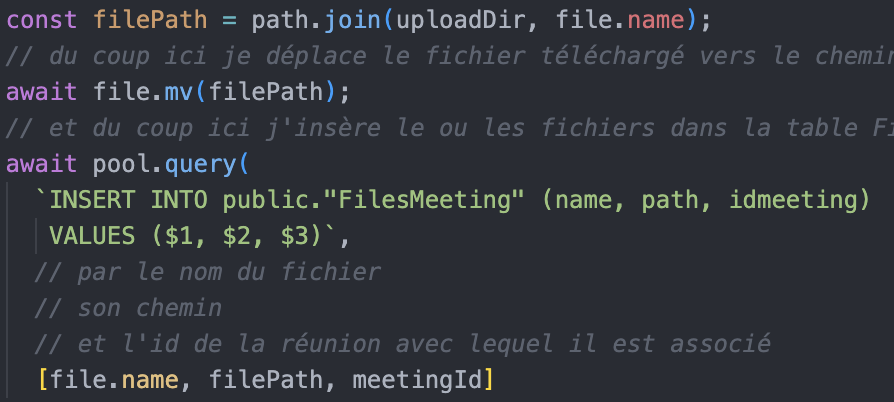 const filePath = path.join(uploadDir, file.name);
// du coup ici je déplace le fichier téléchargé vers le
await file.mv(filePath);
// et du coup ici j'insère le ou les fichiers dans la table
await pool.query(
`INSERT INTO public."FilesMeeting" (name, path, idmeeting)
VALUES ($1, $2, $3)`,
// par le nom du fichier
// son chemin
// et l'id de la réunion avec lequel il est associé
[file.name, filePath, meetingId]